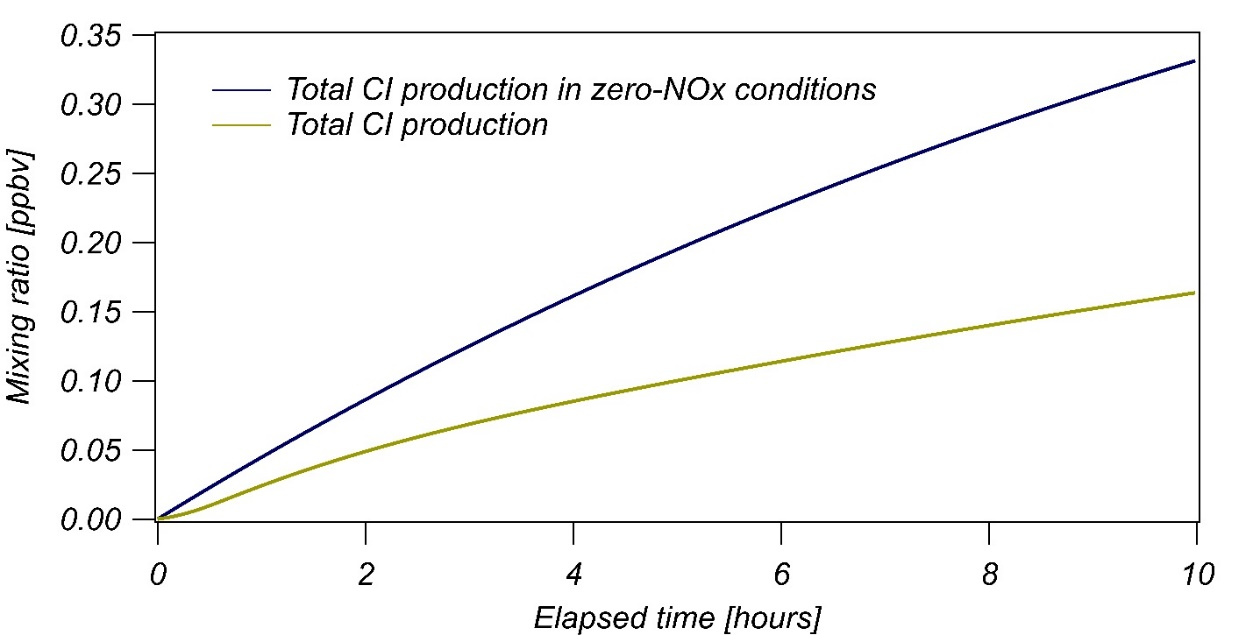 0.35
0.30
0.25
0.20
0.15
0.10
0.05
0.00
Mixing ratio [ppbv]
Total CI production in zero-NOx conditions
Total CI production
0 2 4 6 8 10
Elapsed time [hours]